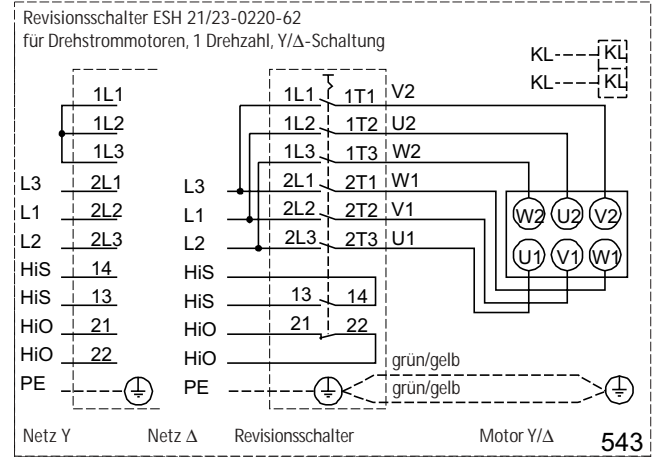 Revisionsschalter ESH 21/23-0220-62
für Drehstrommotoren, 1 Drehzahl, Y/Δ-Schaltung
KL KL
KL KL
1L1 1L1 1T1 V2
1L2 1L2 1T2 U2
1L3 1L3 1T3 W2
L3 2L1 L3 2L1 2T1 W1
L1 2L2 L1 2L2 2T2 V1
L2 2L3 L2 2L3 2T3 U1
W2 U2 V2
U1 V1 W1
HiS 14 HiS
HiS 13 HiS 13 14
HiO 21 HiO 21 22
HiO 22 HiO
grün/gelb
PE PE
grün/gelb
Netz Y Netz Δ Revisionsschalter Motor Y/Δ 543